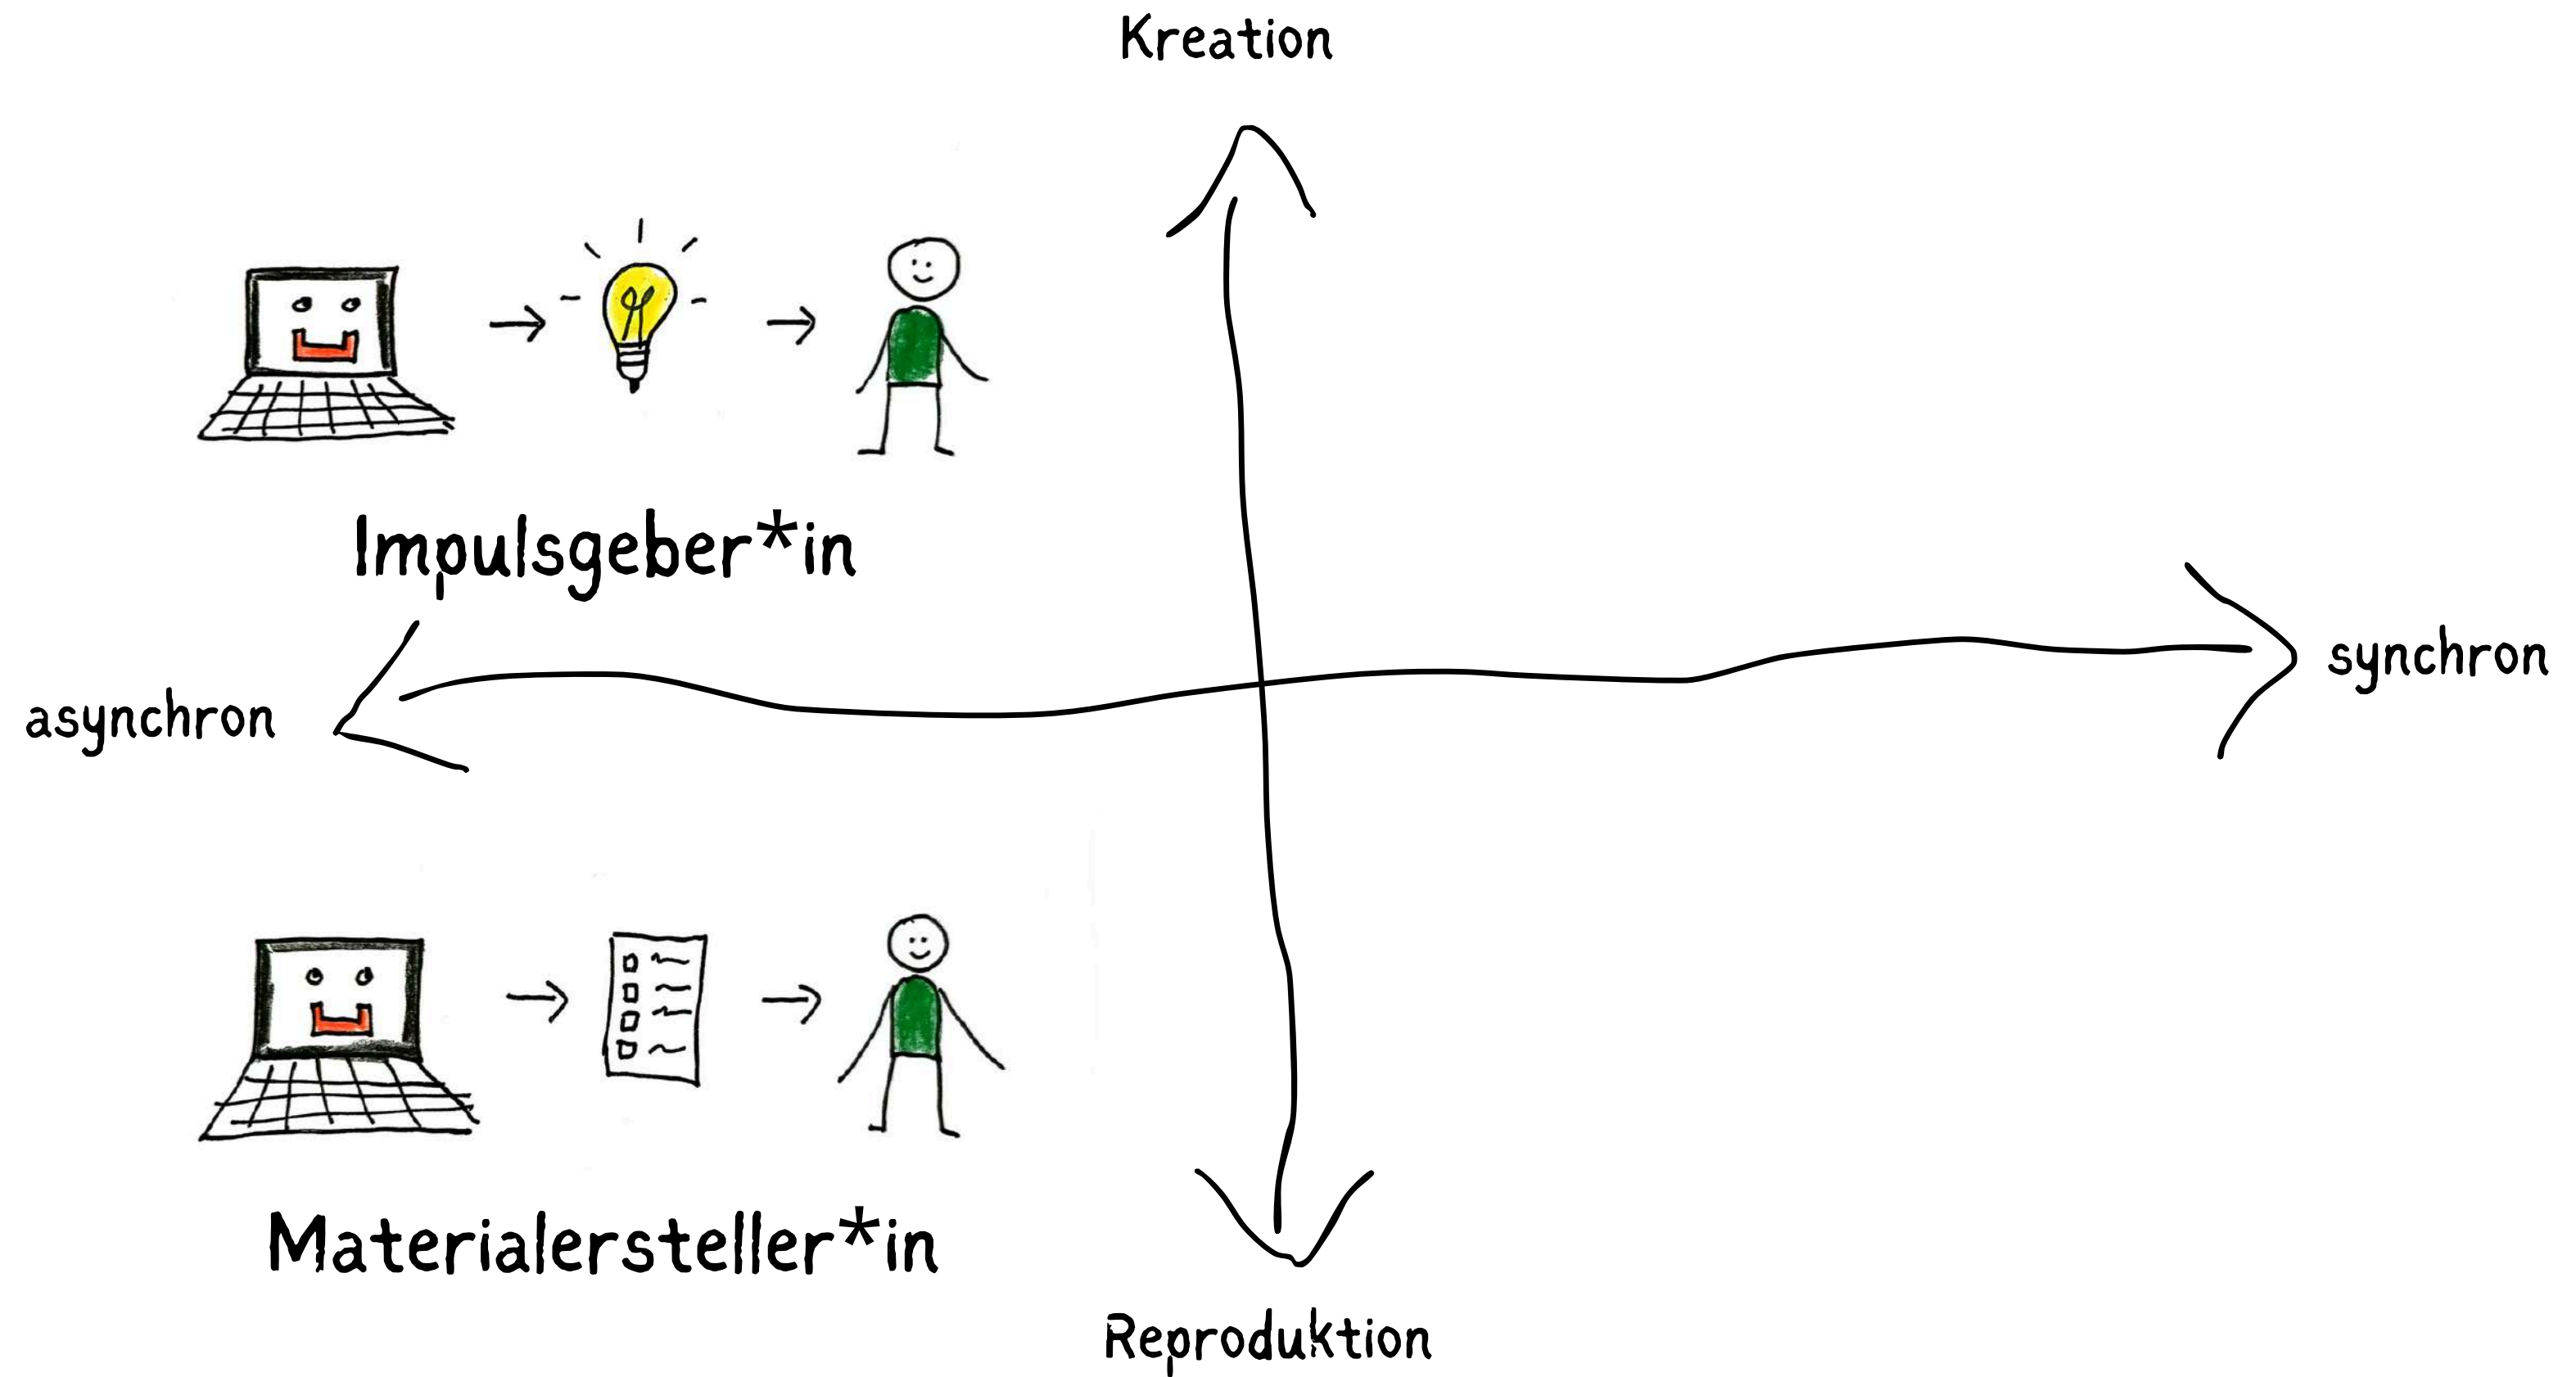 Kreation
Impulsgeber*in
synchron
asynchron
Materialersteller*in
Reproduktion